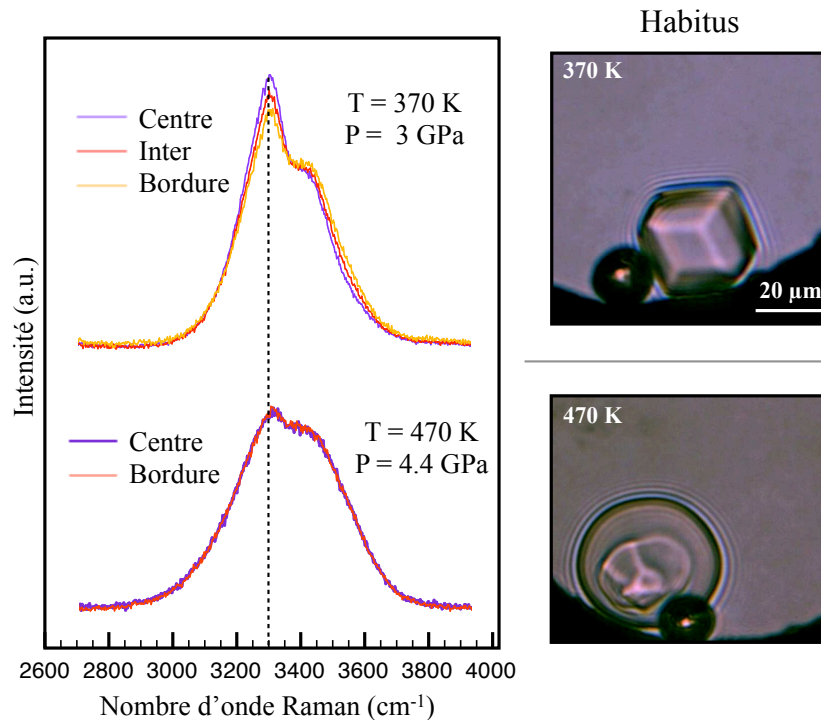 Habitus
370 K
20 µm
470 K
Centre
Inter
Bordure
T = 370 K
P = 3 GPa
Centre
Bordure
T = 470 K
P = 4.4 GPa
Intensité (a.u.)
2600 2800 3000 3200 3400 3600 3800 4000
Nombre d’onde Raman (cm⁻¹)